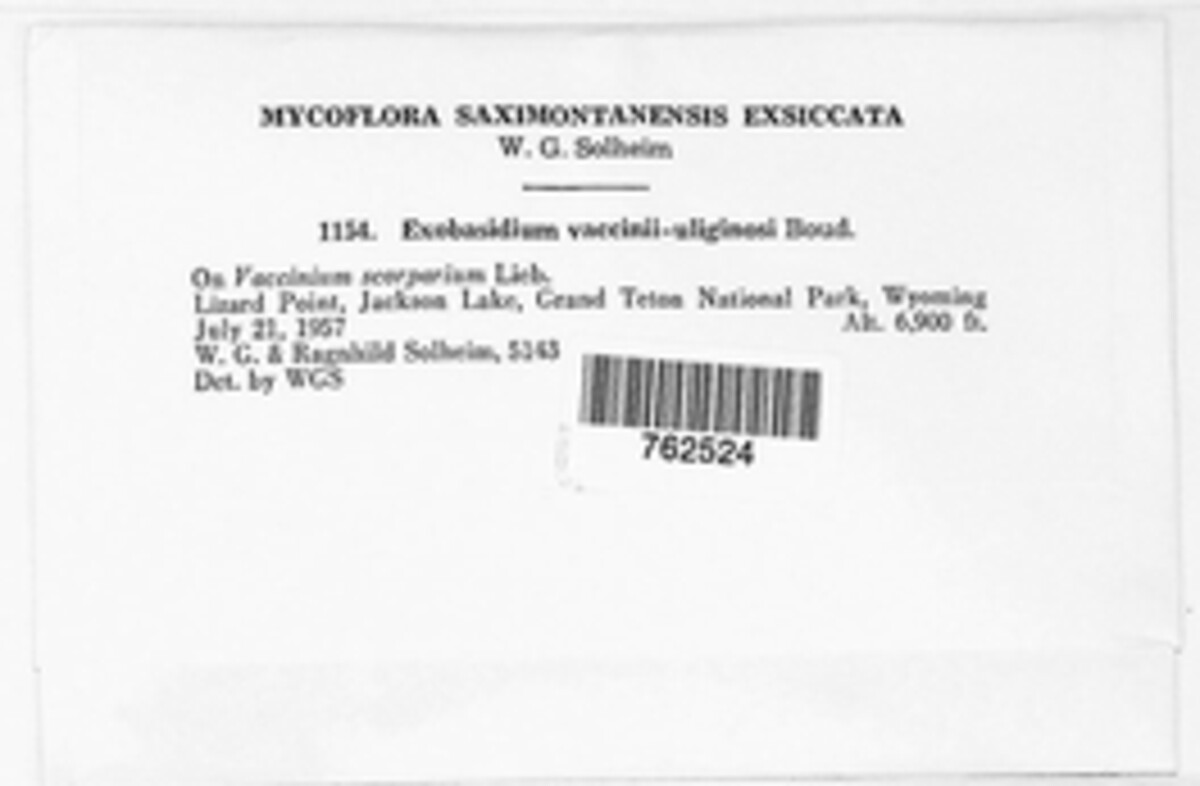 MYCOFLORA SAXIMONTANENSIS EXSICCATA
W. G. Solheim
1154. Exobasidium vaccinii-uliginosi Boud.
On Vaccinium scorparium Lieb.
Lizard Point, Jackson Lake, Grand Teton National Park, Wyoming
July 21, 1957 Alt. 6,900 ft.
W. G. & Ragnhild Solheim, 5143
Det. by WGS
762524